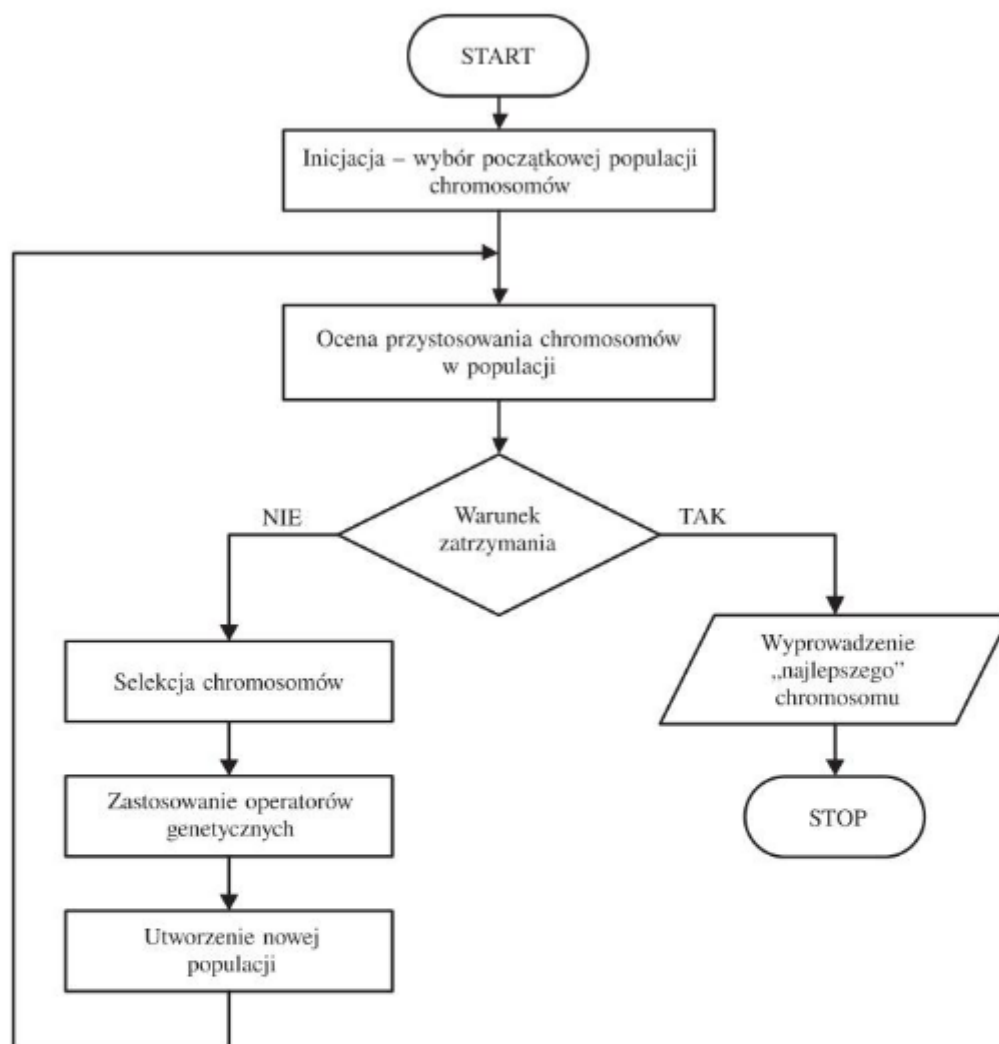 START
Inicjacja – wybór początkowej populacji
chromosomów
Ocena przystosowania chromosomów
w populacji
Warunek
zatrzymania
NIE
TAK
Selekcja chromosomów
Zastosowanie operatorów
genetycznych
Utworzenie nowej
populacji
Wyprowadzenie
„najlepszego”
chromosomu
STOP